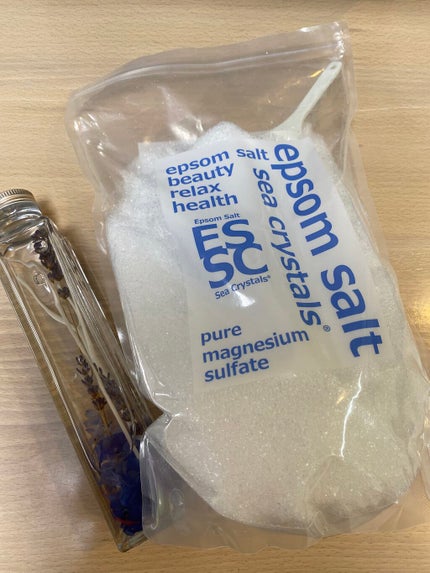 epsom salt
beauty
relax
health
Epsom Salt
ES
SC
Sea Crystals®
pure
magnesium
sulfate
epsom salt
sea crystals®